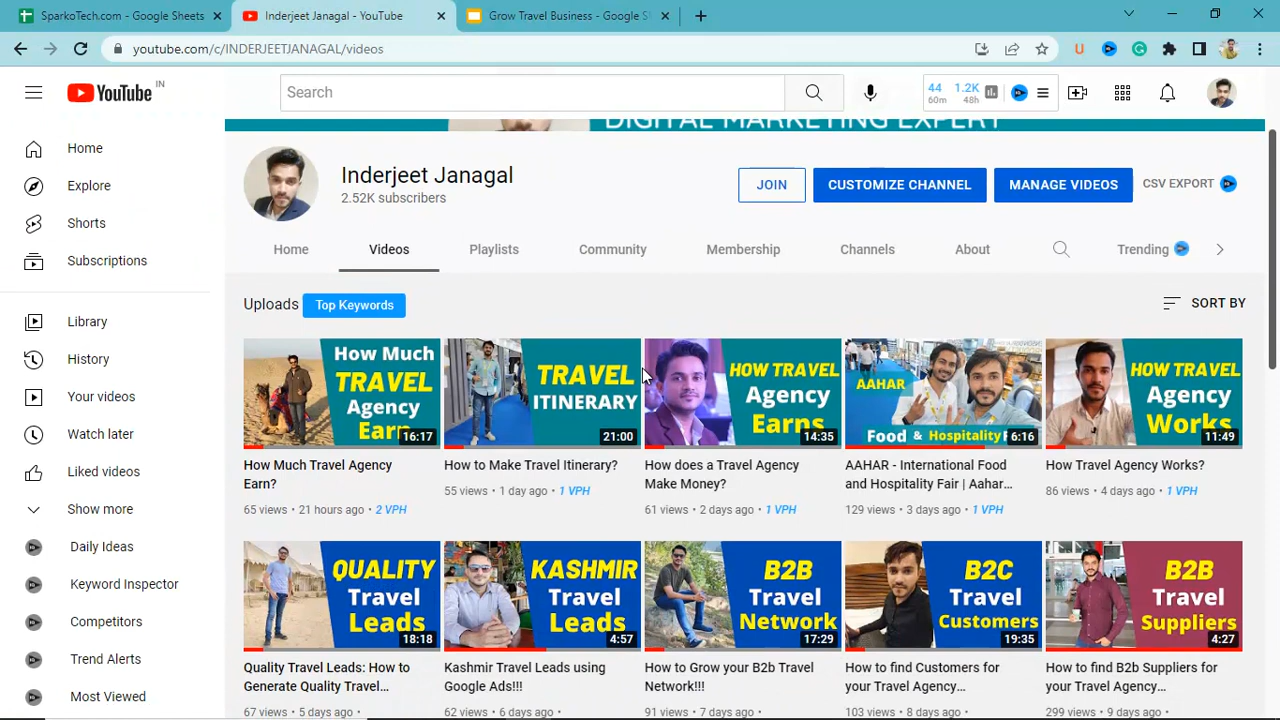 SparkoTech.com - Google Sheets
Inderjeet Janagal - YouTube
Grow Travel Business - Google S
youtube.com/c/INDERJEETJANAGAL/videos
YouTube IN
Search
44 1.2K
60m 48h
DIGITAL MARKETING EXPERT
Home
Explore
Shorts
Subscriptions
Library
History
Your videos
Watch later
Liked videos
Show more
Daily Ideas
Keyword Inspector
Competitors
Trend Alerts
Most Viewed
Inderjeet Janagal
2.52K subscribers
JOIN
CUSTOMIZE CHANNEL
MANAGE VIDEOS
CSV EXPORT
Home Videos Playlists Community Membership Channels About Trending
Uploads Top Keywords
SORT BY
How Much
TRAVEL
Agency
Earn
16:17
How Much Travel Agency
Earn?
65 views • 21 hours ago • 2 VPH
TRAVEL
ITINERARY
21:00
How to Make Travel Itinerary?
55 views • 1 day ago • 1 VPH
HOW TRAVEL
Agency
Earns
14:35
How does a Travel Agency
Make Money?
61 views • 2 days ago • 1 VPH
AAHAR
Food & Hospitality
6:16
AAHAR - International Food
and Hospitality Fair | Aahar...
129 views • 3 days ago • 1 VPH
HOW TRAVEL
Agency
Works
11:49
How Travel Agency Works?
86 views • 4 days ago • 1 VPH
QUALITY
Travel
Leads
18:18
Quality Travel Leads: How to
Generate Quality Travel...
67 views • 5 days ago •
KASHMIR
Travel
Leads
4:57
Kashmir Travel Leads using
Google Ads!!!
62 views • 6 days ago •
B2B
Travel
Network
17:29
How to Grow your B2b Travel
Network!!!
91 views • 7 days ago •
B2C
Travel
Customers
19:35
How to find Customers for
your Travel Agency...
103 views • 8 days ago •
B2B
Travel
Suppliers
4:27
How to find B2b Suppliers for
your Travel Agency...
299 views • 9 days ago •